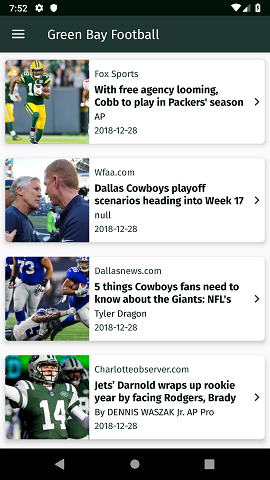 7:52
Green Bay Football
Fox Sports
With free agency looming,
Cobb to play in Packers' season
AP
2018-12-28
Wfaa.com
Dallas Cowboys playoff
scenarios heading into Week 17
null
2018-12-28
Dallasnews.com
5 things Cowboys fans need to
know about the Giants: NFL's
Tyler Dragon
2018-12-28
Charlotteobserver.com
Jets' Darnold wraps up rookie
year by facing Rodgers, Brady
By DENNIS WASZAK Jr. AP Pro
2018-12-28